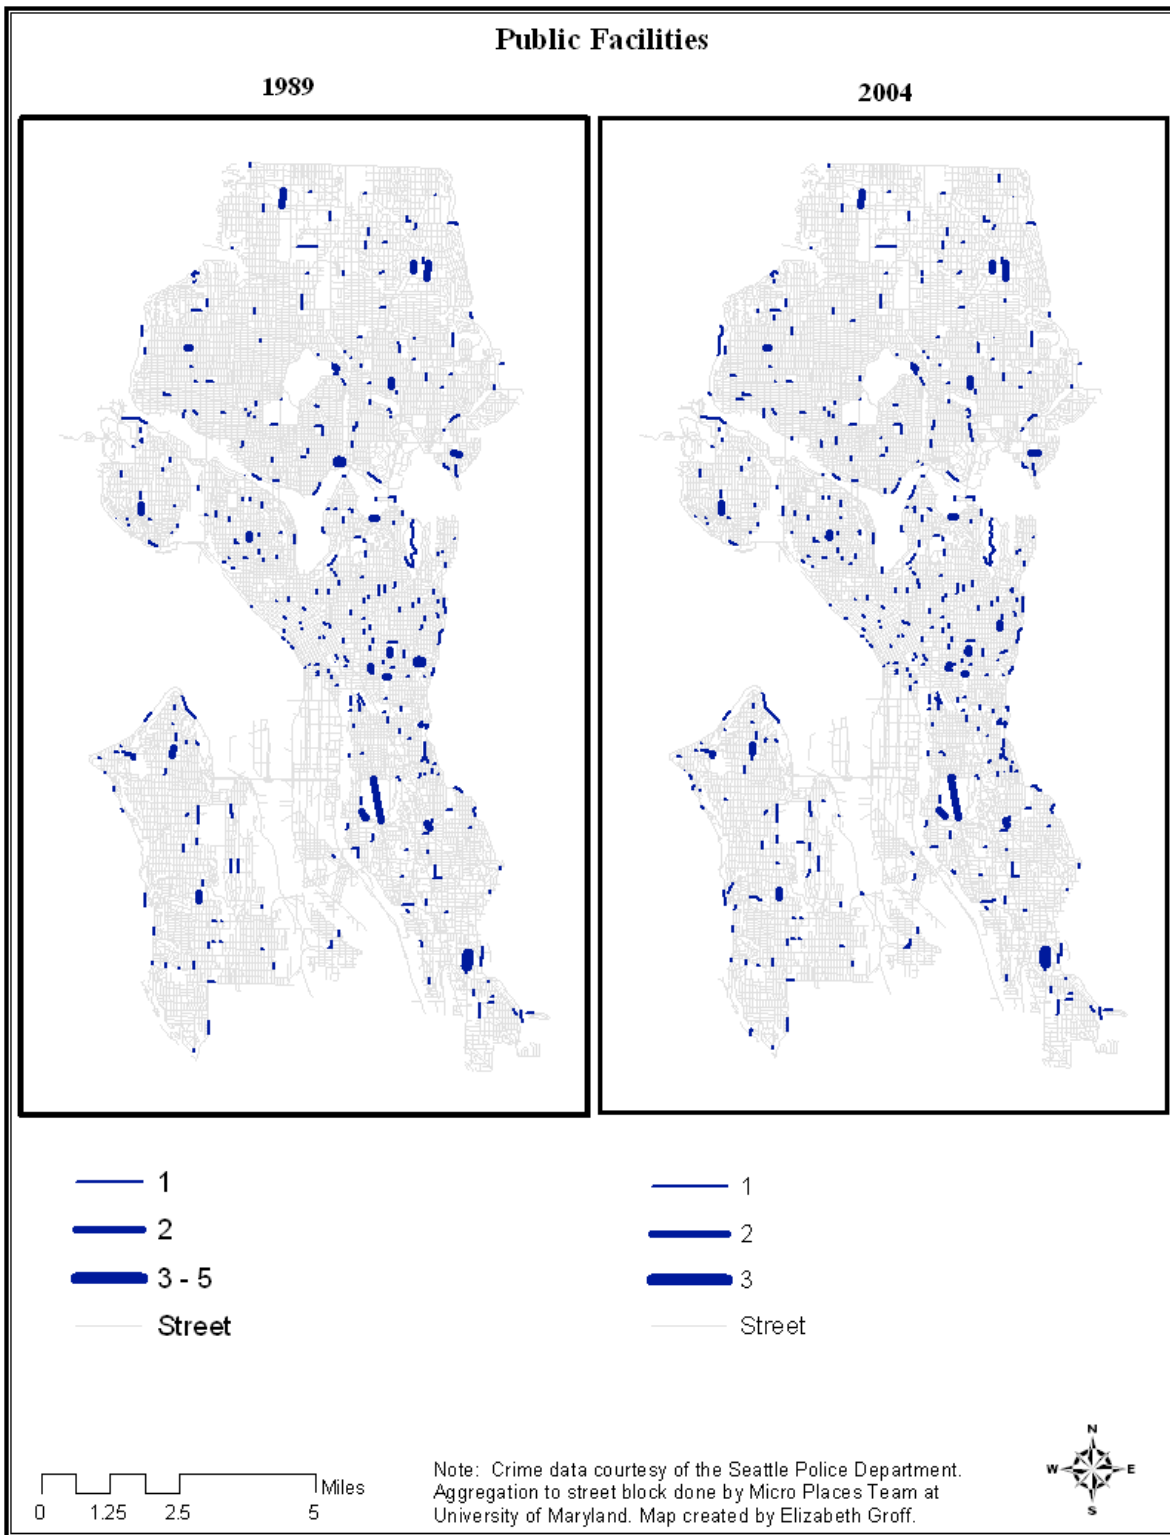 Public Facilities
1989
2004
1
2
3 - 5
Street
1
2
3
Street
Miles
0 1.25 2.5 5
Note: Crime data courtesy of the Seattle Police Department.
Aggregation to street block done by Micro Places Team at
University of Maryland. Map created by Elizabeth Groff.
N
W E
S